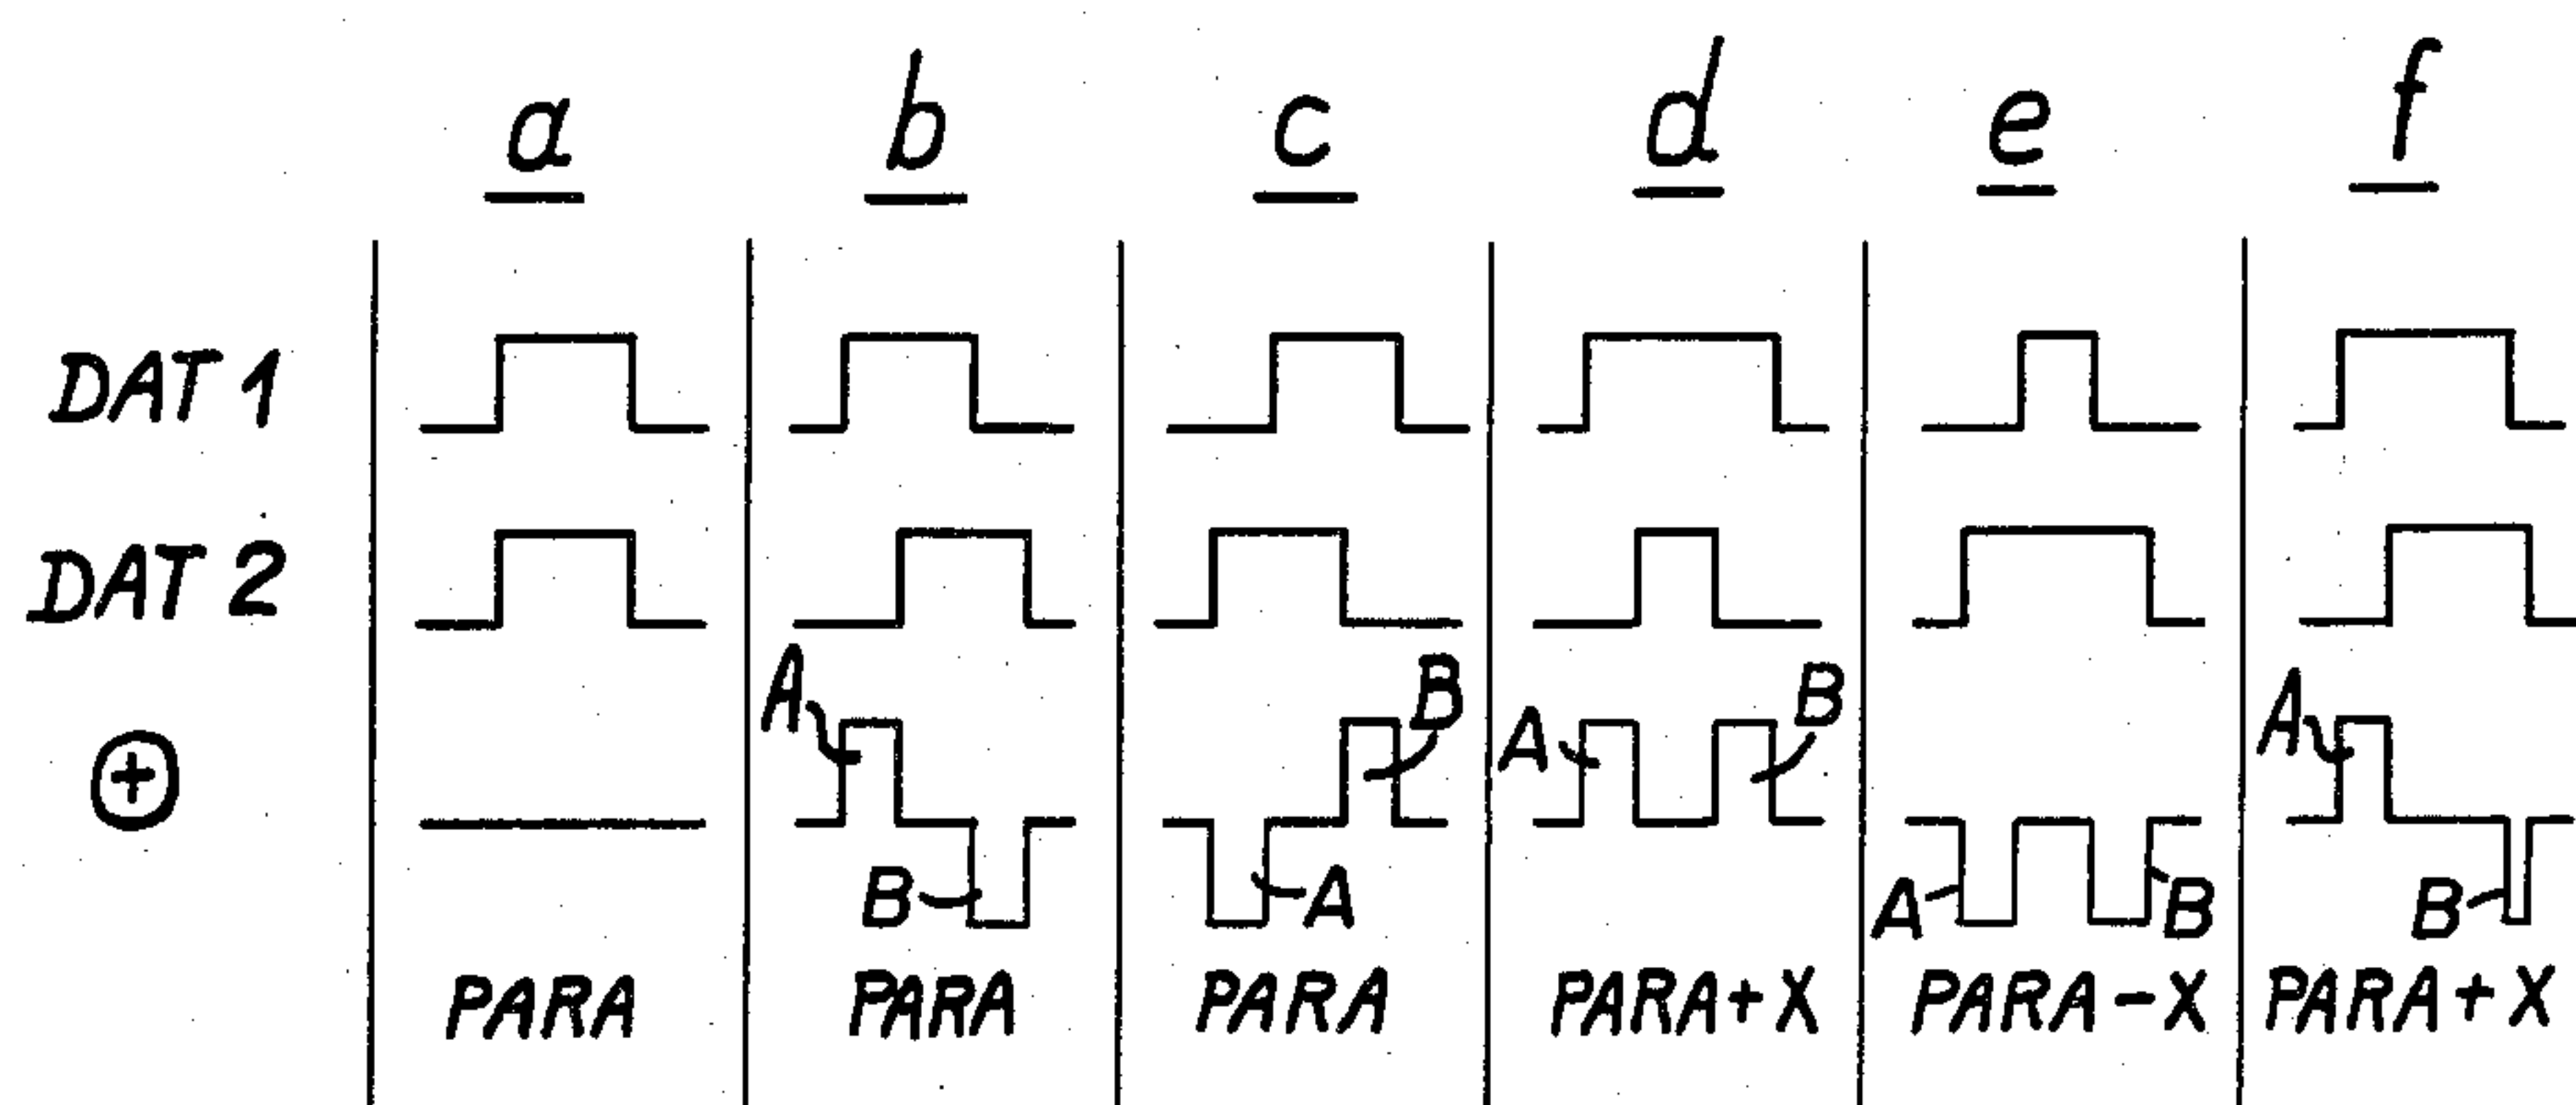 a b c d e f
DAT 1
DAT 2
⊕
A B B A A B A B A B
PARA PARA PARA PARA+X PARA-X PARA+X